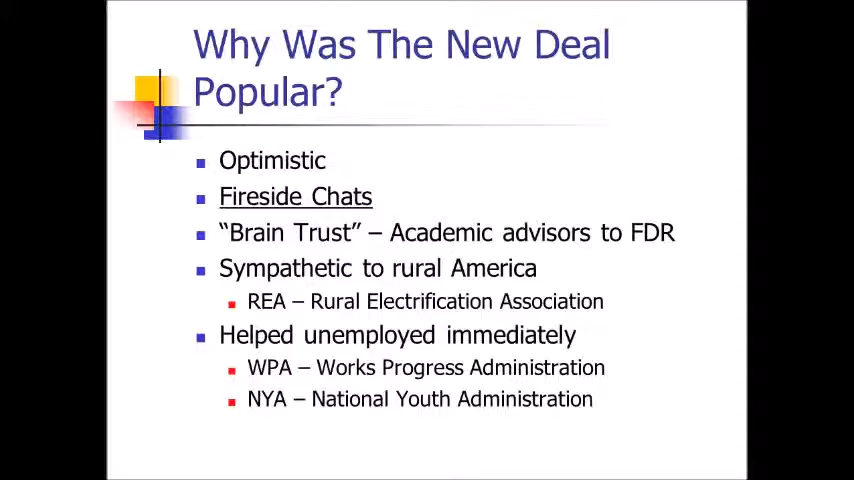 Why Was The New Deal
Popular?
Optimistic
Fireside Chats
“Brain Trust” – Academic advisors to FDR
Sympathetic to rural America
REA – Rural Electrification Association
Helped unemployed immediately
WPA – Works Progress Administration
NYA – National Youth Administration